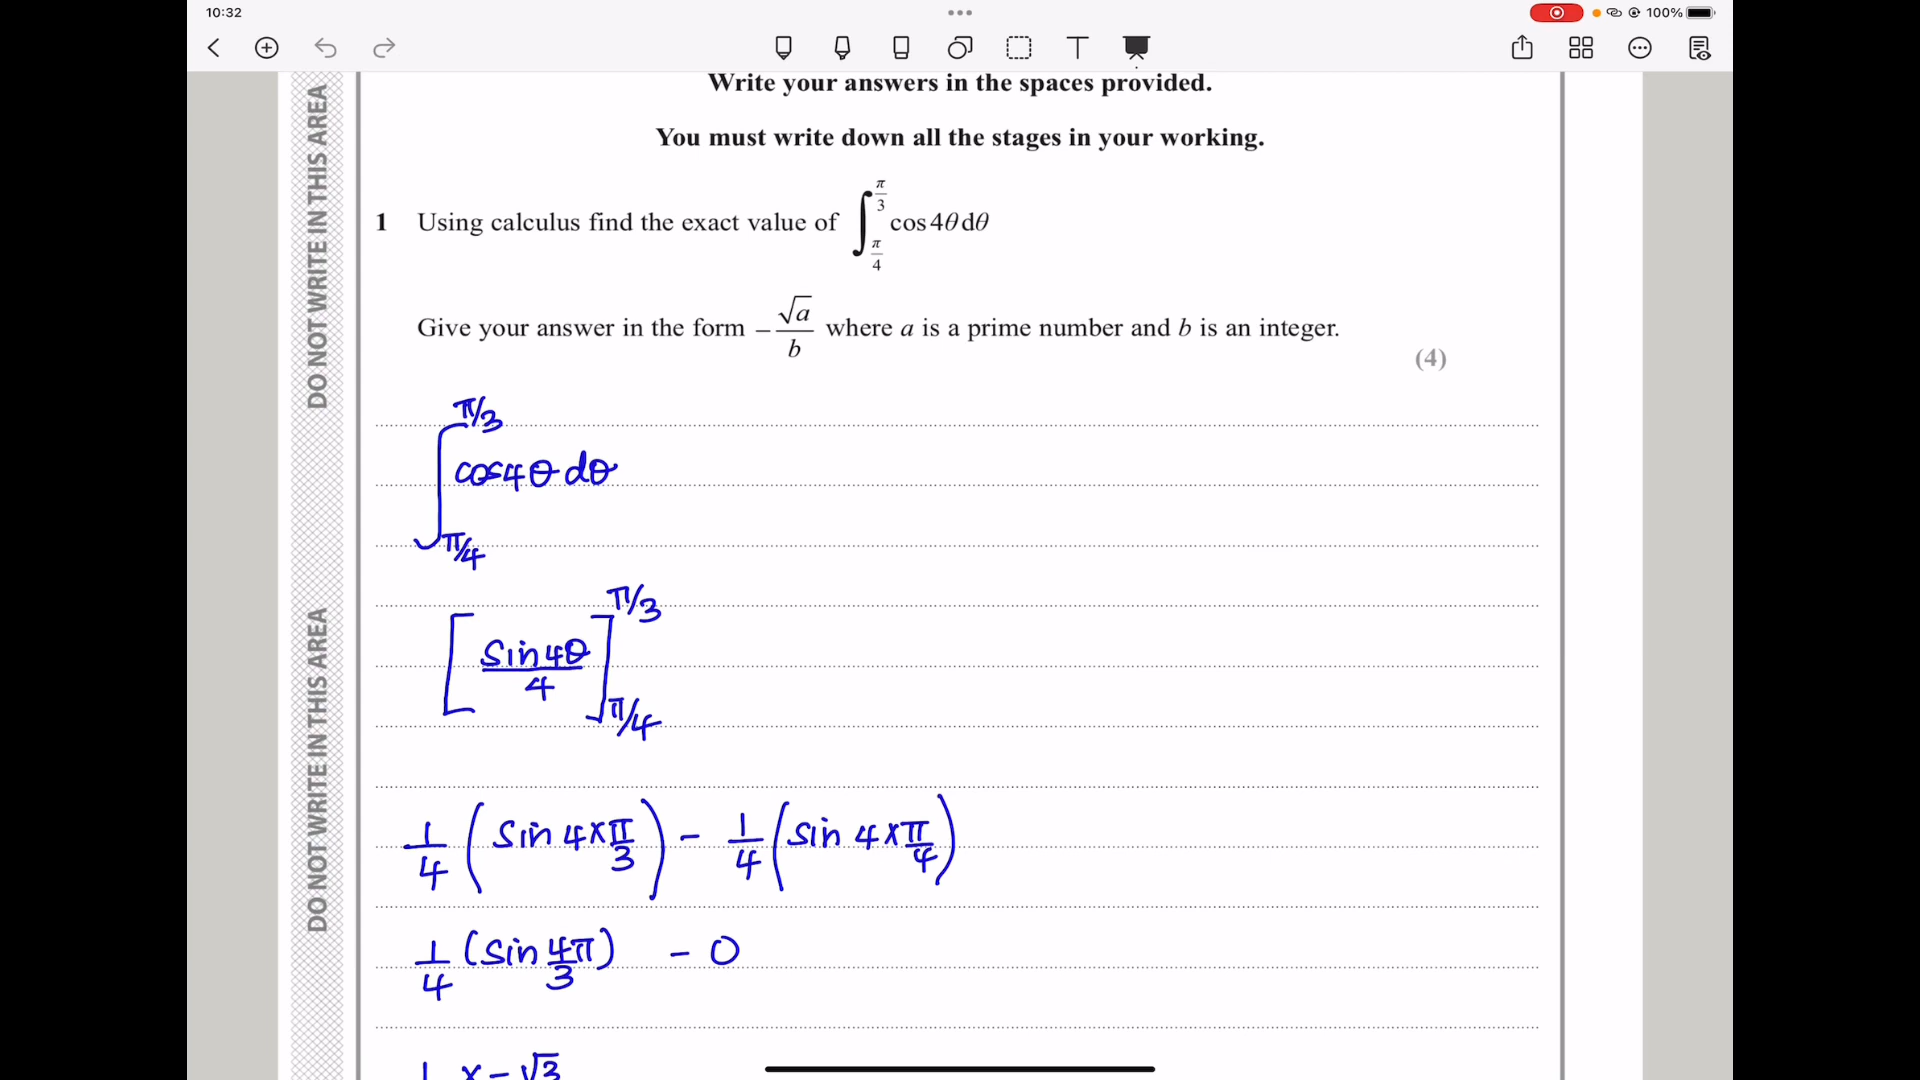 10:32
100%
Write your answers in the spaces provided.
You must write down all the stages in your working.
1 Using calculus find the exact value of ∫_{π/4}^{π/3} cos 4θ dθ
Give your answer in the form −√a/b where a is a prime number and b is an integer.
(4)
∫_{π/4}^{π/3} cos4θ dθ
[sin4θ/4]_{π/4}^{π/3}
1/4 (sin 4×π/3) − 1/4 (sin 4×π/4)
1/4 (sin 4π/3) − 0
1 × − √3
DO NOT WRITE IN THIS AREA
DO NOT WRITE IN THIS AREA